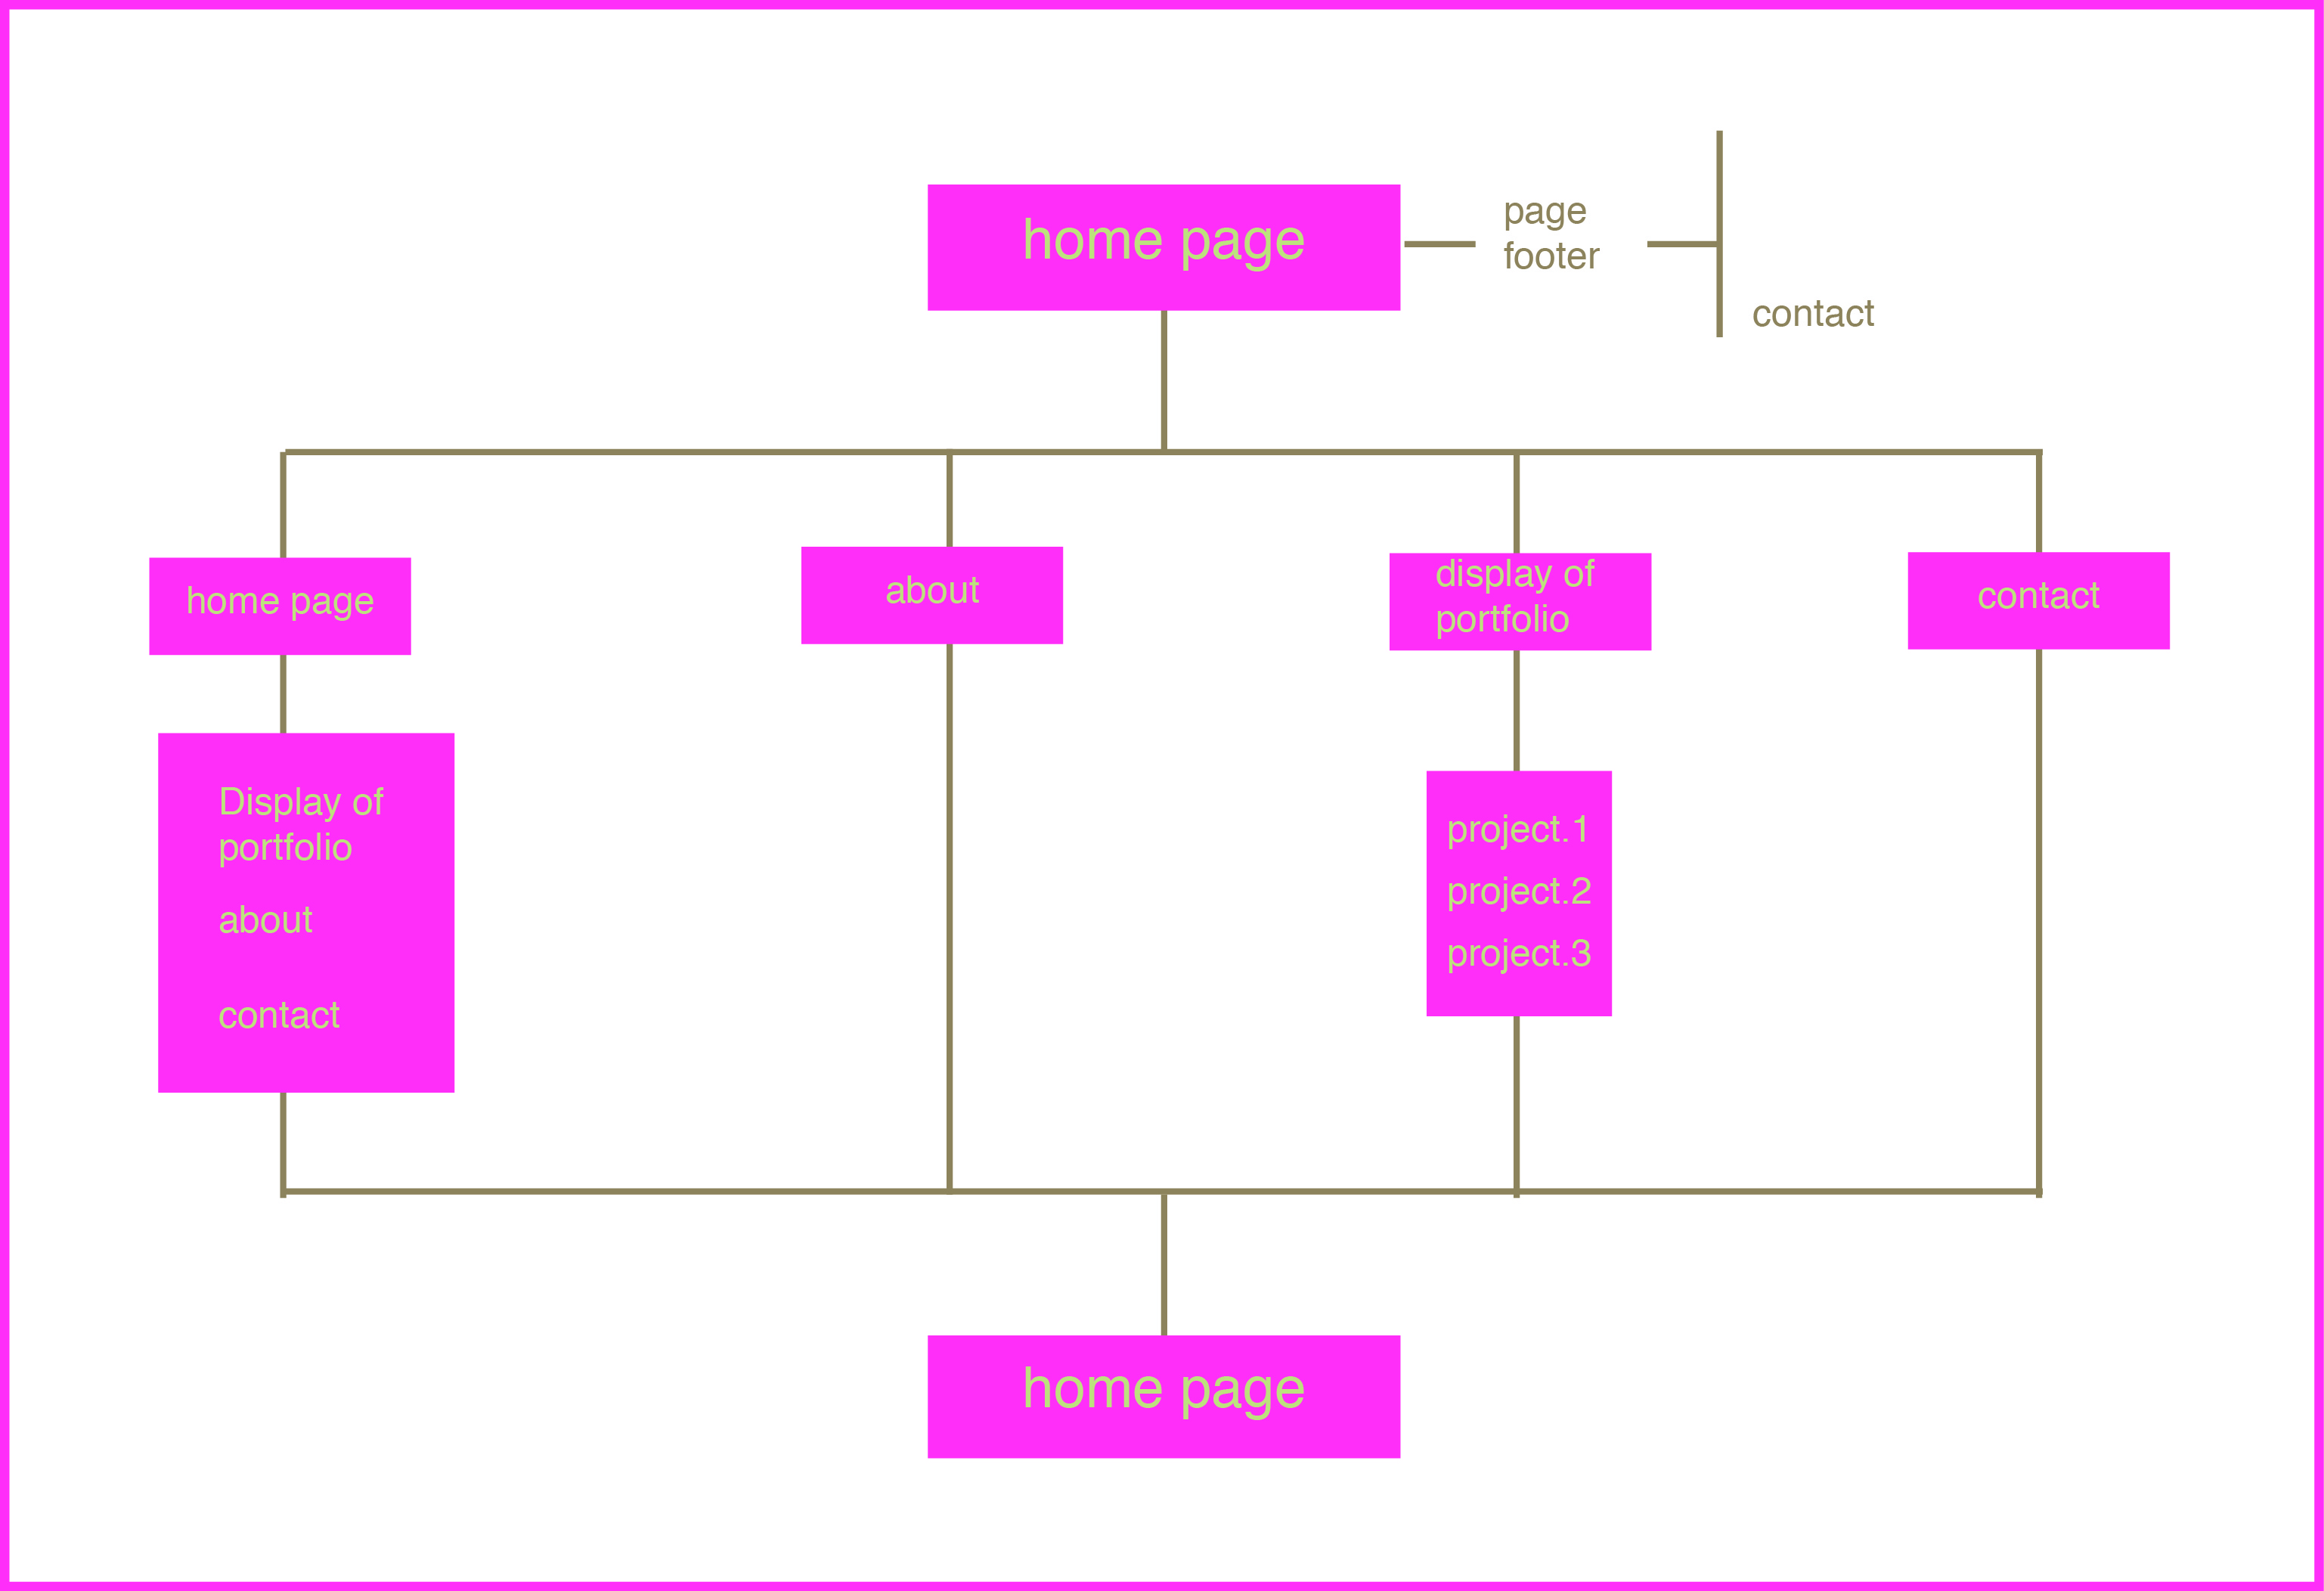 home page
page
footer
contact
home page
about
display of
portfolio
contact
Display of
portfolio
about
contact
project.1
project.2
project.3
home page